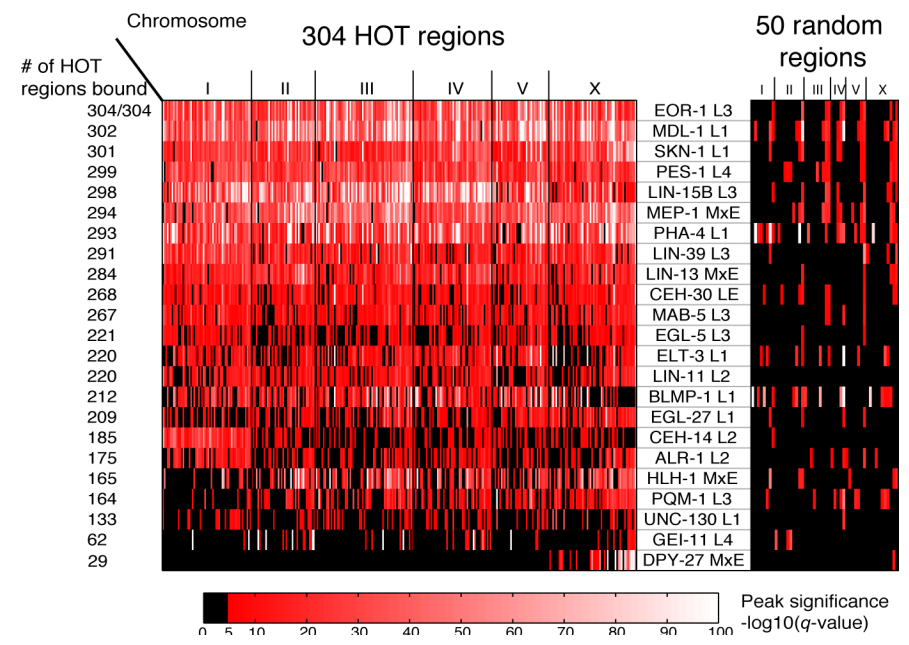 Chromosome
304 HOT regions
50 random
regions
# of HOT
regions bound
I II III IV V X
I II III IV V X
304/304 EOR-1 L3
302 MDL-1 L1
301 SKN-1 L1
299 PES-1 L4
298 LIN-15B L3
294 MEP-1 MxE
293 PHA-4 L1
291 LIN-39 L3
284 LIN-13 MxE
268 CEH-30 LE
267 MAB-5 L3
221 EGL-5 L3
220 ELT-3 L1
220 LIN-11 L2
212 BLMP-1 L1
209 EGL-27 L1
185 CEH-14 L2
175 ALR-1 L2
165 HLH-1 MxE
164 PQM-1 L3
133 UNC-130 L1
62 GEI-11 L4
29 DPY-27 MxE
0 5 10 20 30 40 50 60 70 80 90 100
Peak significance
-log10(q-value)